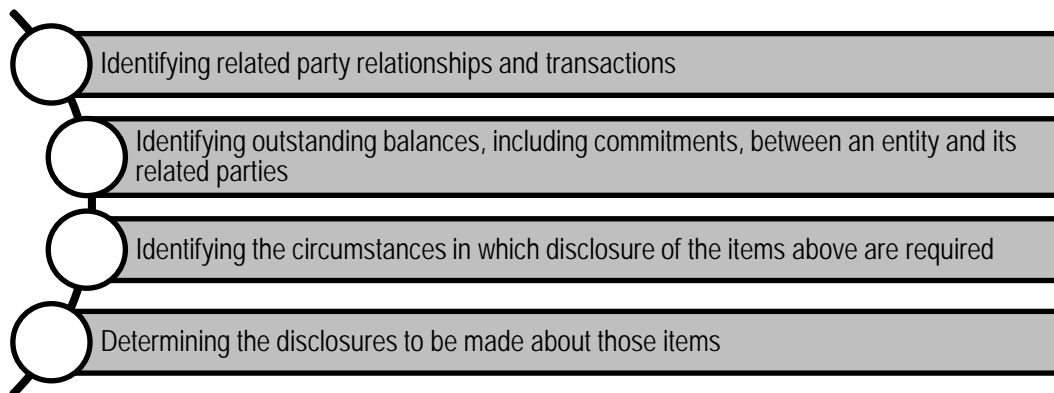 Identifying related party relationships and transactions
Identifying outstanding balances, including commitments, between an entity and its
related parties
Identifying the circumstances in which disclosure of the items above are required
Determining the disclosures to be made about those items